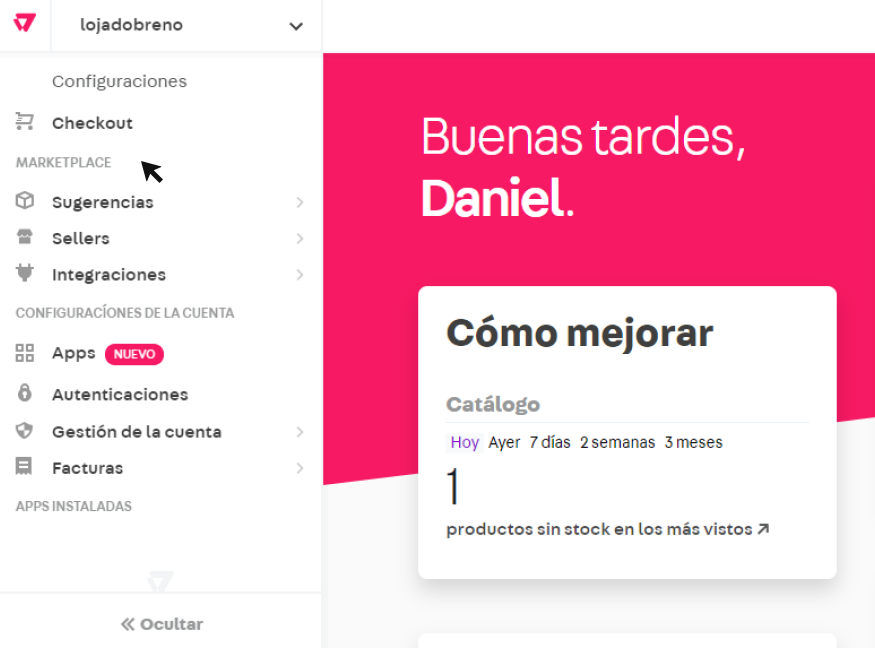 lojadobreno
Configuraciones
Checkout
MARKETPLACE
Sugerencias
Sellers
Integraciones
CONFIGURACÍONES DE LA CUENTA
Apps NUEVO
Autenticaciones
Gestión de la cuenta
Facturas
APPS INSTALADAS
Ocultar
Buenas tardes,
Daniel.
Cómo mejorar
Catálogo
Hoy Ayer 7 días 2 semanas 3 meses
1
productos sin stock en los más vistos